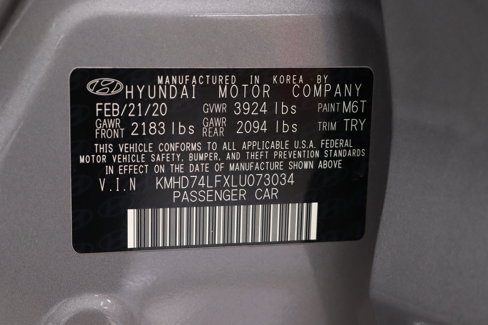 MANUFACTURED IN KOREA BY
HYUNDAI MOTOR COMPANY
FEB/21/20 GVWR 3924 lbs PAINT M6T
GAWR FRONT 2183 lbs GAWR REAR 2094 lbs TRIM TRY
THIS VEHICLE CONFORMS TO ALL APPLICABLE U.S.A. FEDERAL
MOTOR VEHICLE SAFETY, BUMPER, AND THEFT PREVENTION STANDARDS
IN EFFECT ON THE DATE OF MANUFACTURE SHOWN ABOVE
V.I.N KMHD74LFXLU073034
PASSENGER CAR